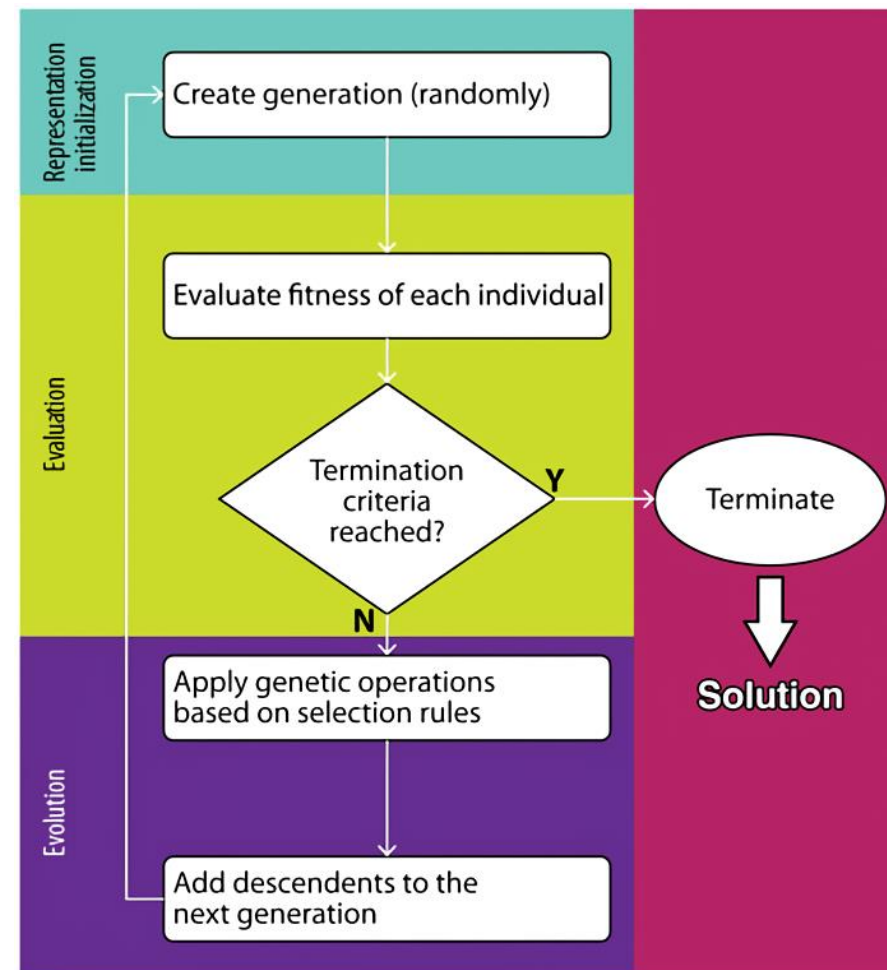 Representation
initialization
Create generation (randomly)
Evaluation
Evaluate fitness of each individual
Termination
criteria
reached?
Y
Terminate
Solution
N
Evolution
Apply genetic operations
based on selection rules
Add descendents to the
next generation